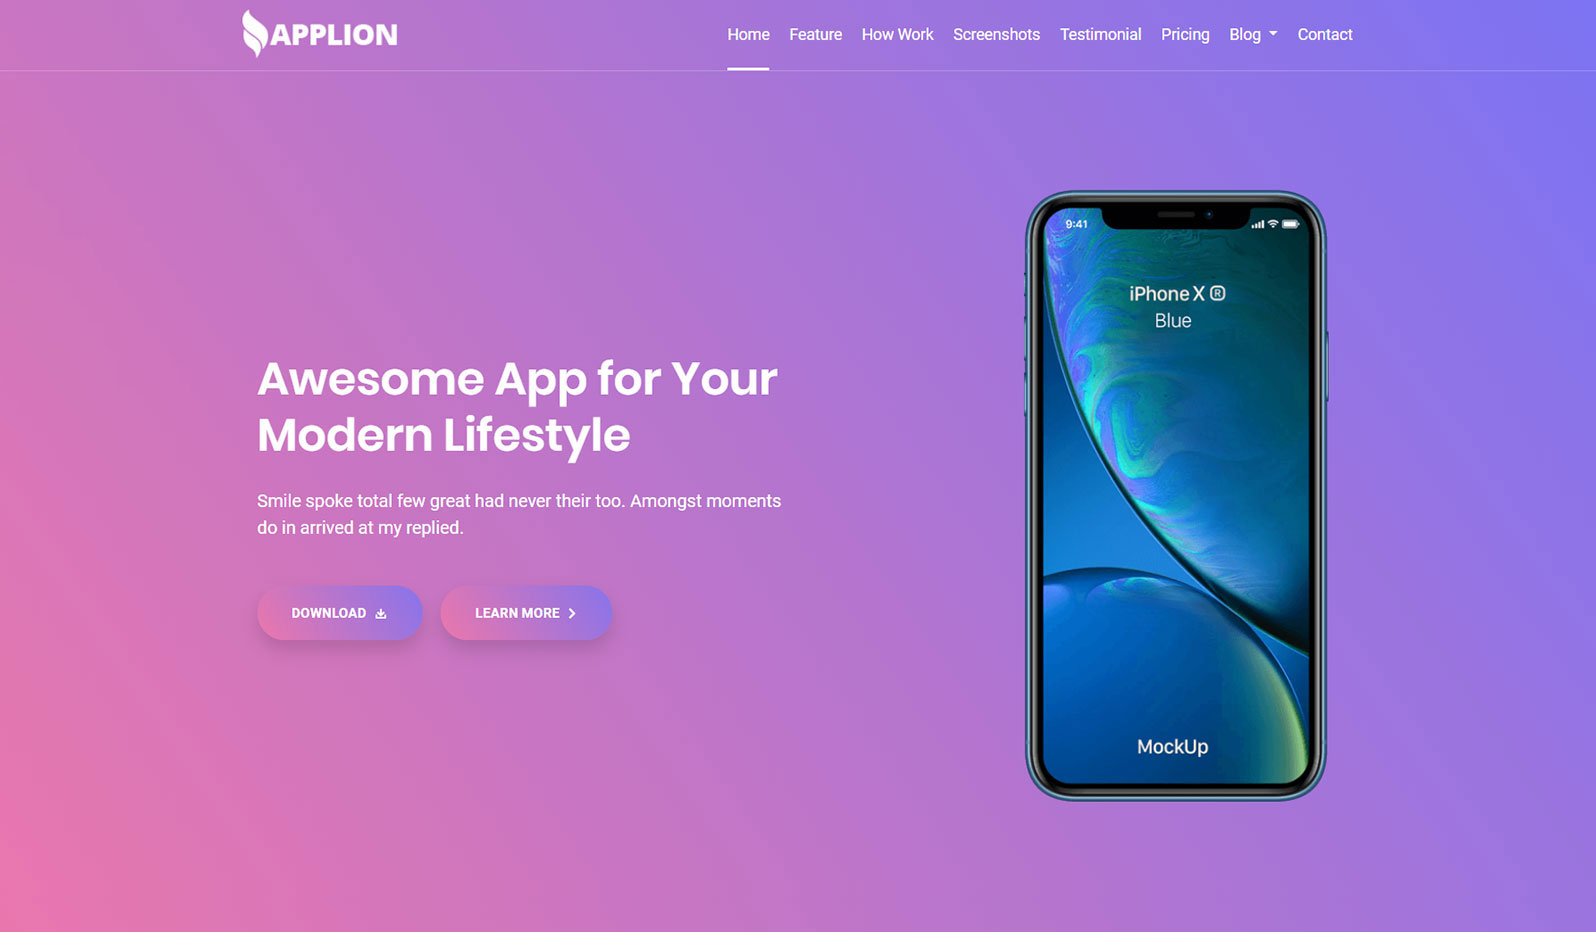 APPLION
Home Feature How Work Screenshots Testimonial Pricing Blog Contact
9:41
iPhone X Ⓡ
Blue
Awesome App for Your
Modern Lifestyle
Smile spoke total few great had never their too. Amongst moments
do in arrived at my replied.
DOWNLOAD
LEARN MORE
MockUp